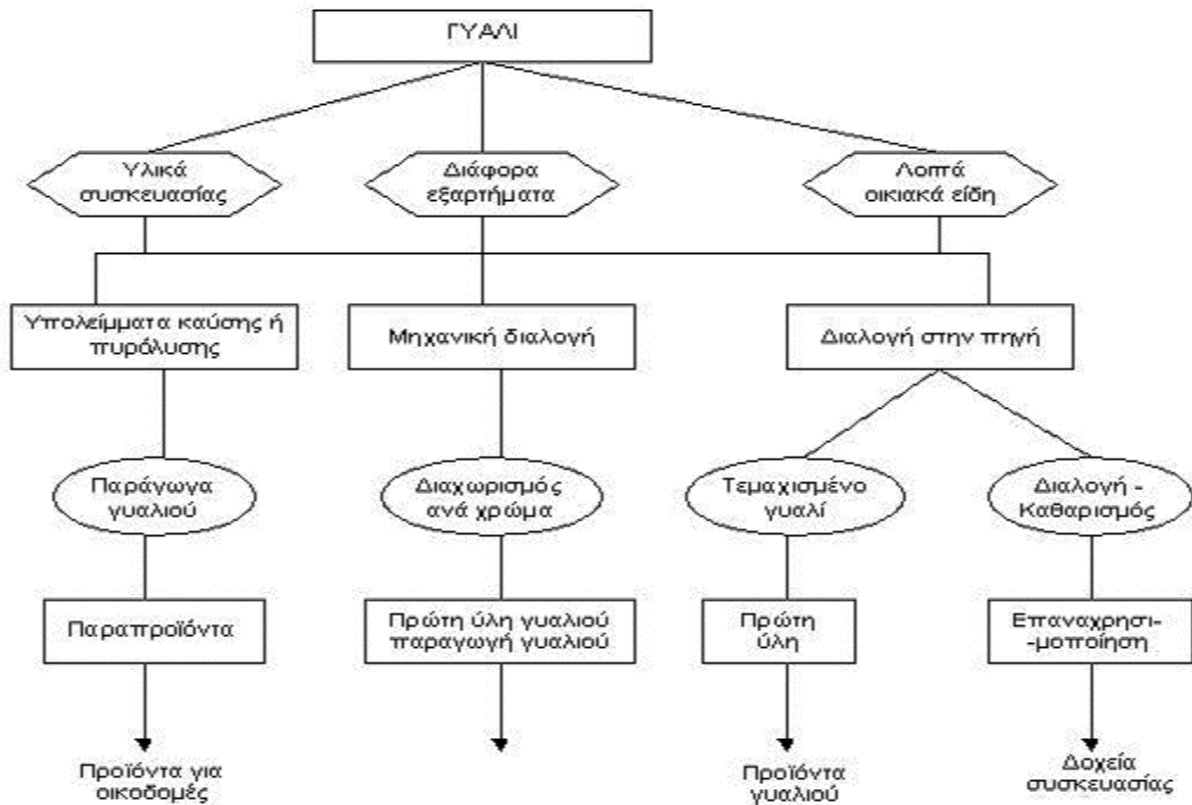 ΓΥΑΛΙ
Υλικά
συσκευασίας
Διάφορα
εξαρτήματα
Λοπτά
οικιακά είδη
Υπολείμματα καύσης ή
πυρόλυσης
Μηχανική διαλογή
Διαλογή στην πηγή
Παράγωγα
γυαλιού
Διαχωρισμός
ανά χρώμα
Τεμαχισμένο
γυαλί
Διαλογή -
Καθαρισμός
Παραπροϊόντα
Πρώτη ύλη γυαλιού
παραγωγή γυαλιού
Πρώτη
ύλη
Επαναχρησι-
-μοποίηση
Προϊόντα για
οικοδομές
Προϊόντα
γυαλιού
Δοχεία
συσκευασίας